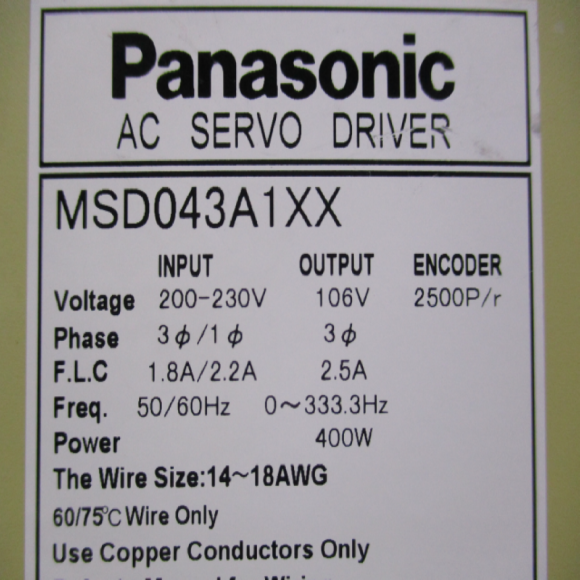 Panasonic
AC SERVO DRIVER
MSD043A1XX
INPUT OUTPUT ENCODER
Voltage 200-230V 106V 2500P/r
Phase 3ϕ/1ϕ 3ϕ
F.L.C 1.8A/2.2A 2.5A
Freq. 50/60Hz 0~333.3Hz
Power 400W
The Wire Size:14~18AWG
60/75℃ Wire Only
Use Copper Conductors Only